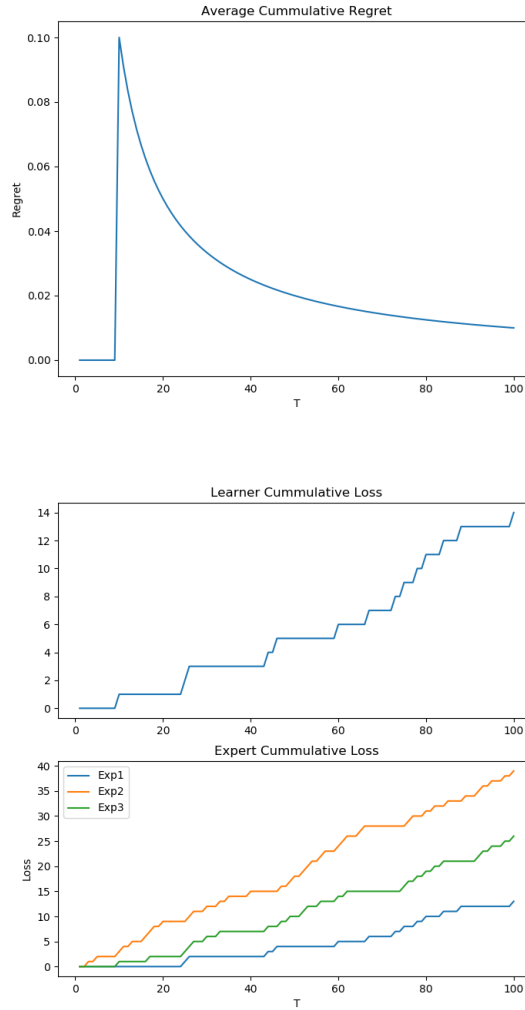 Average Cummulative Regret
0.10
0.08
0.06
0.04
0.02
0.00
Regret
0 20 40 60 80 100
T
Learner Cummulative Loss
14
12
10
8
6
4
2
0
0 20 40 60 80 100
Expert Cummulative Loss
40
35
30
25
20
15
10
5
0
Loss
Exp1
Exp2
Exp3
0 20 40 60 80 100
T